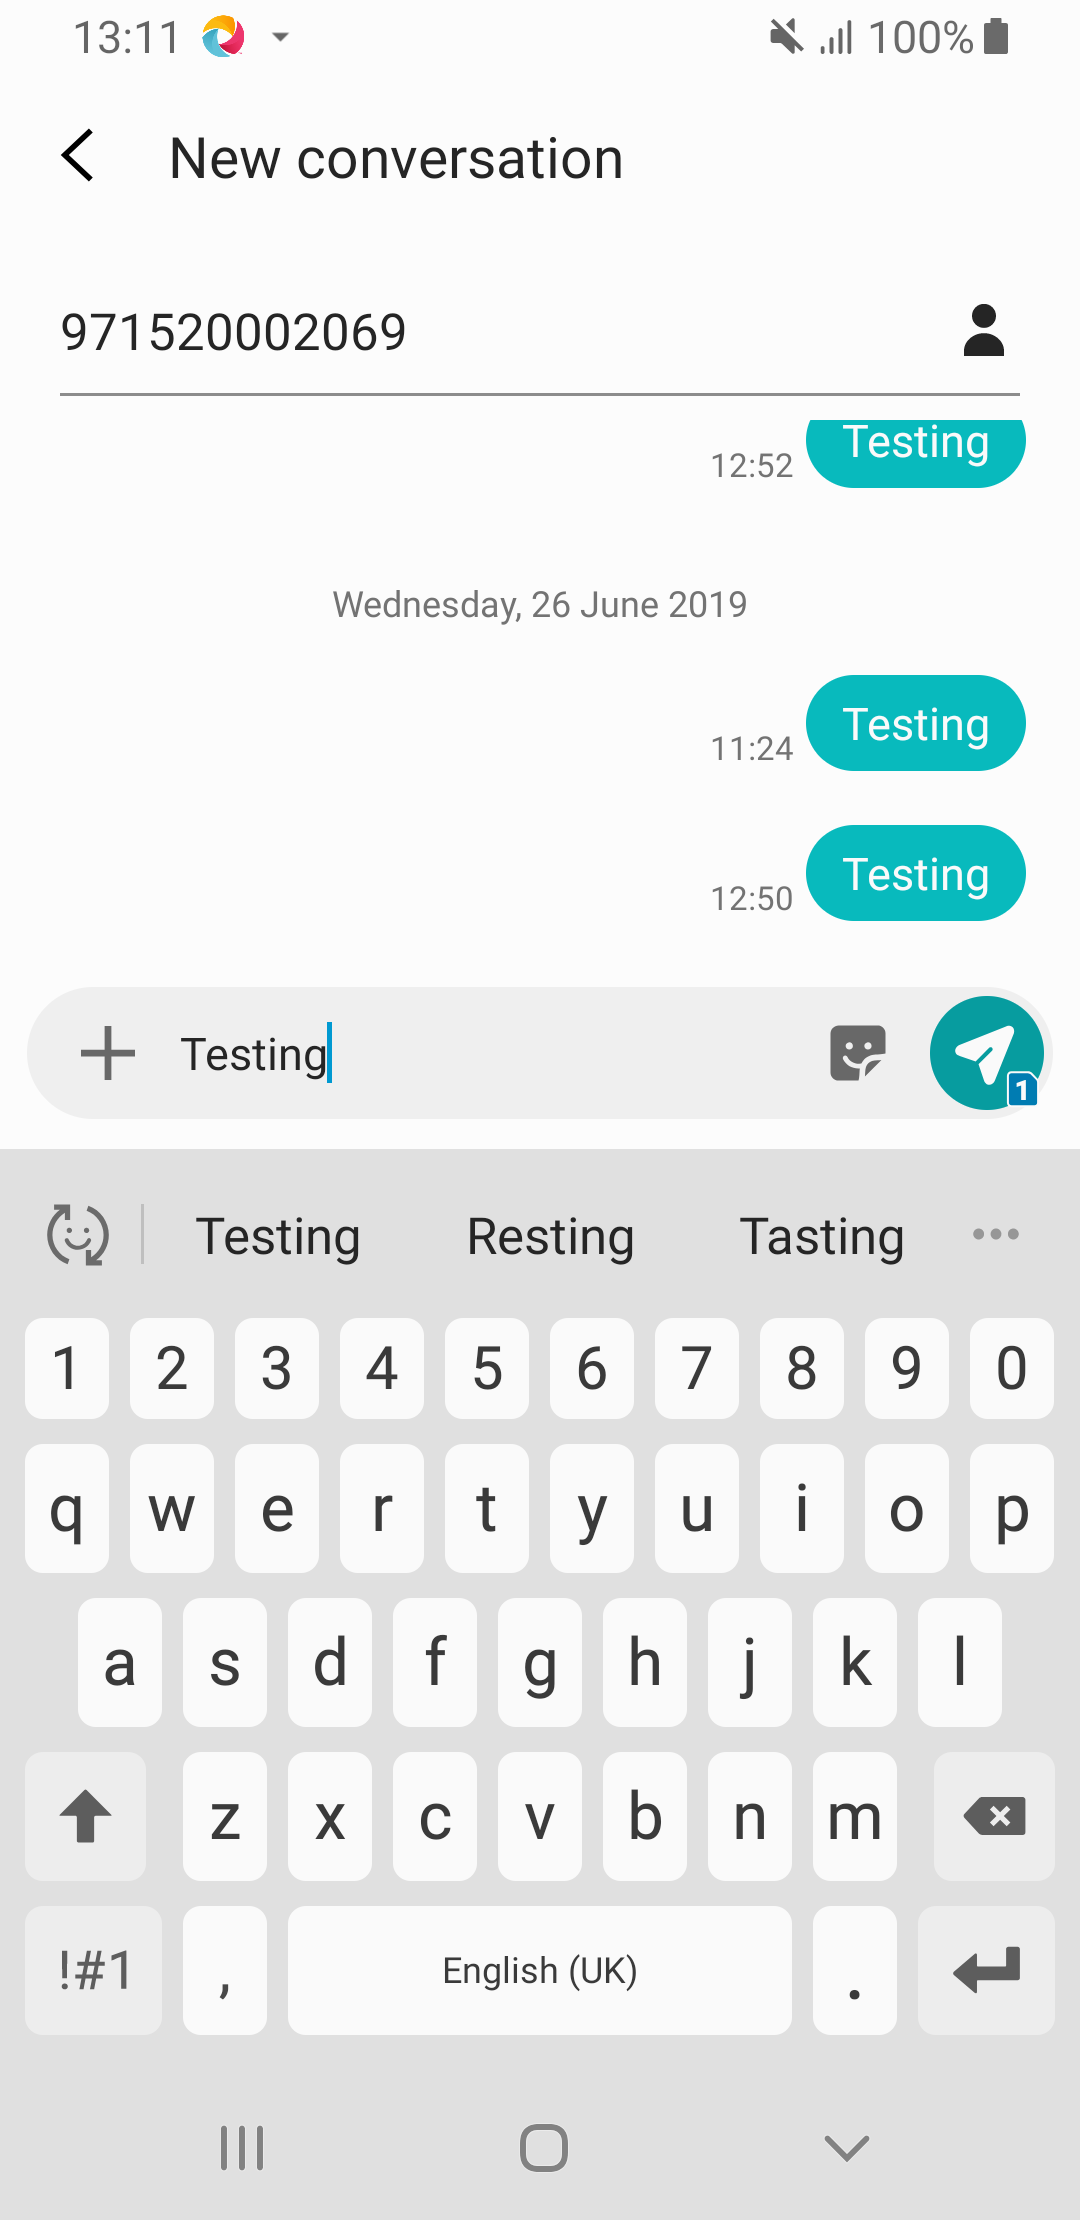 13:11 100%
New conversation
971520002069
Testing
12:52
Wednesday, 26 June 2019
Testing
11:24
Testing
12:50
Testing
1
Testing Resting Tasting
1 2 3 4 5 6 7 8 9 0
q w e r t y u i o p
a s d f g h j k l
z x c v b n m
!#1 , English (UK) .